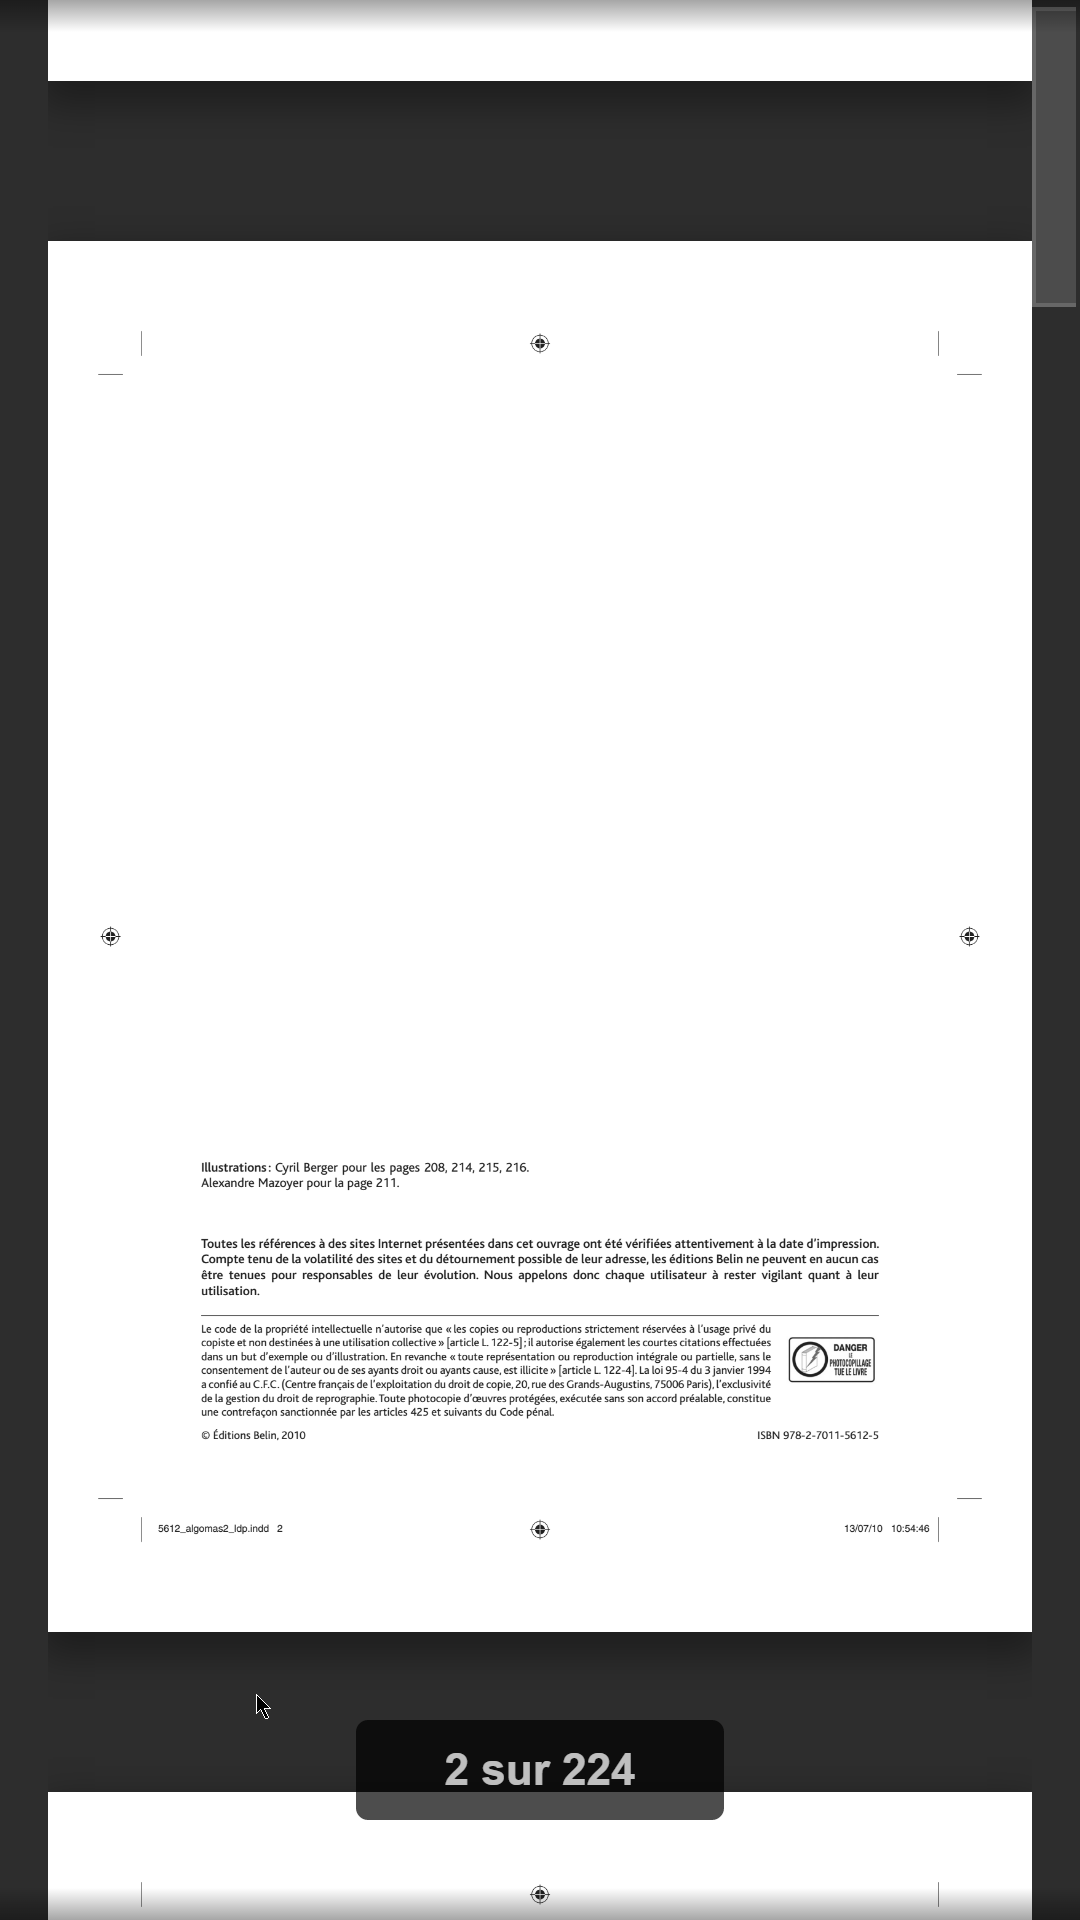 Illustrations : Cyril Berger pour les pages 208, 214, 215, 216.
Alexandre Mazoyer pour la page 211.
Toutes les références à des sites Internet présentées dans cet ouvrage ont été vérifiées attentivement à la date d’impression.
Compte tenu de la volatilité des sites et du détournement possible de leur adresse, les éditions Belin ne peuvent en aucun cas
être tenues pour responsables de leur évolution. Nous appelons donc chaque utilisateur à rester vigilant quant à leur
utilisation.
Le code de la propriété intellectuelle n’autorise que « les copies ou reproductions strictement réservées à l’usage privé du
copiste et non destinées à une utilisation collective » [article L. 122-5] ; il autorise également les courtes citations effectuées
dans un but d’exemple ou d’illustration. En revanche « toute représentation ou reproduction intégrale ou partielle, sans le
consentement de l’auteur ou de ses ayants droit ou ayants cause, est illicite » [article L. 122-4]. La loi 95-4 du 3 janvier 1994
a confié au C.F.C. (Centre français de l’exploitation du droit de copie, 20, rue des Grands-Augustins, 75006 Paris), l’exclusivité
de la gestion du droit de reprographie. Toute photocopie d’œuvres protégées, exécutée sans son accord préalable, constitue
une contrefaçon sanctionnée par les articles 425 et suivants du Code pénal.
DANGER
LE
PHOTOCOPILLAGE
TUE LE LIVRE
© Éditions Belin, 2010
ISBN 978-2-7011-5612-5
5612_algomas2_ldp.indd 2
13/07/10 10:54:46
2 sur 224